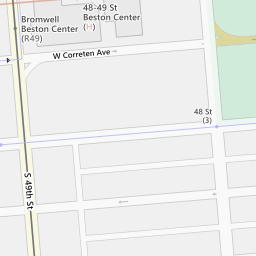 48-49 St
Beston Center
(H)
Bromwell
Beston Center
(R49)
W Correten Ave
48 St
(3)
S 49th St